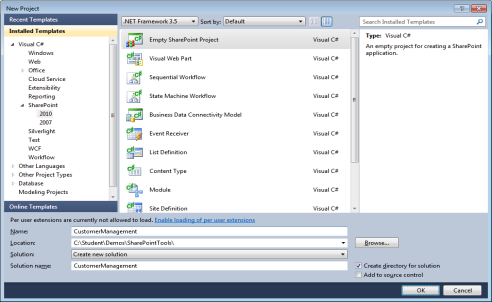 New Project
Recent Templates
Installed Templates
Visual C#
Windows
Web
Office
Cloud Service
Extensibility
Reporting
SharePoint
2010
2007
Silverlight
Test
WCF
Workflow
Other Languages
Other Project Types
Database
Modeling Projects
Online Templates
.NET Framework 3.5 Sort by: Default
Empty SharePoint Project Visual C#
Visual Web Part Visual C#
Sequential Workflow Visual C#
State Machine Workflow Visual C#
Business Data Connectivity Model Visual C#
Event Receiver Visual C#
List Definition Visual C#
Content Type Visual C#
Module Visual C#
Site Definition Visual C#
Search Installed Templates
Type: Visual C#
An empty project for creating a SharePoint
application.
Per user extensions are currently not allowed to load. Enable loading of per user extensions
Name: CustomerManagement
Location: C:\Student\Demos\SharePointTools\ Browse...
Solution: Create new solution
Solution name: CustomerManagement
Create directory for solution
Add to source control
OK Cancel